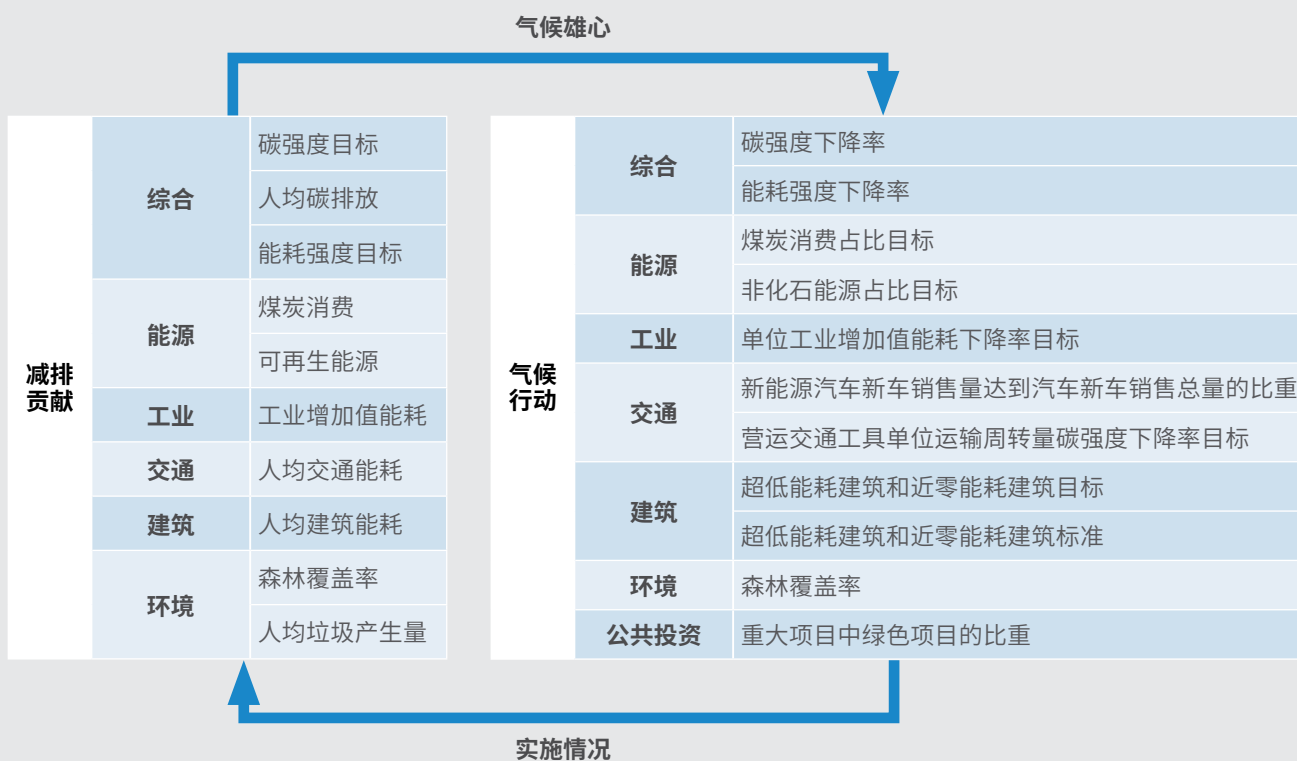 气候雄心
减排
贡献
综合
碳强度目标
人均碳排放
能耗强度目标
能源
煤炭消费
可再生能源
工业
工业增加值能耗
交通
人均交通能耗
建筑
人均建筑能耗
环境
森林覆盖率
人均垃圾产生量
气候
行动
综合
碳强度下降率
能耗强度下降率
能源
煤炭消费占比目标
非化石能源占比目标
工业
单位工业增加值能耗下降率目标
交通
新能源汽车新车销售量达到汽车新车销售总量的比重
营运交通工具单位运输周转量碳强度下降率目标
建筑
超低能耗建筑和近零能耗建筑目标
超低能耗建筑和近零能耗建筑标准
环境
森林覆盖率
公共投资
重大项目中绿色项目的比重
实施情况